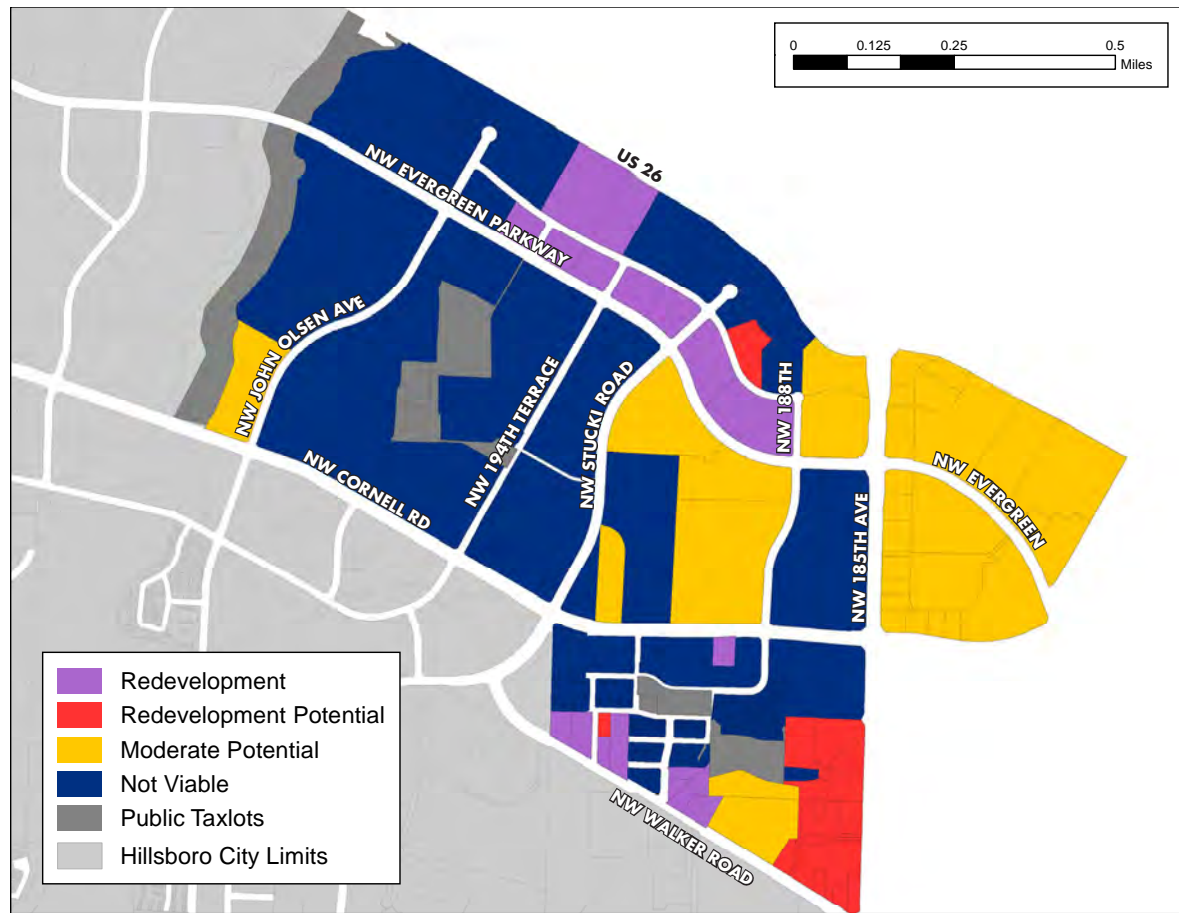 0 0.125 0.25 0.5
Miles
US 26
NW EVERGREEN PARKWAY
NW JOHN OLSEN AVE
NW 194TH TERRACE
NW STUCKI ROAD
NW 188TH
NW EVERGREEN
NW 185TH AVE
NW CORNELL RD
NW WALKER ROAD
Redevelopment
Redevelopment Potential
Moderate Potential
Not Viable
Public Taxlots
Hillsboro City Limits